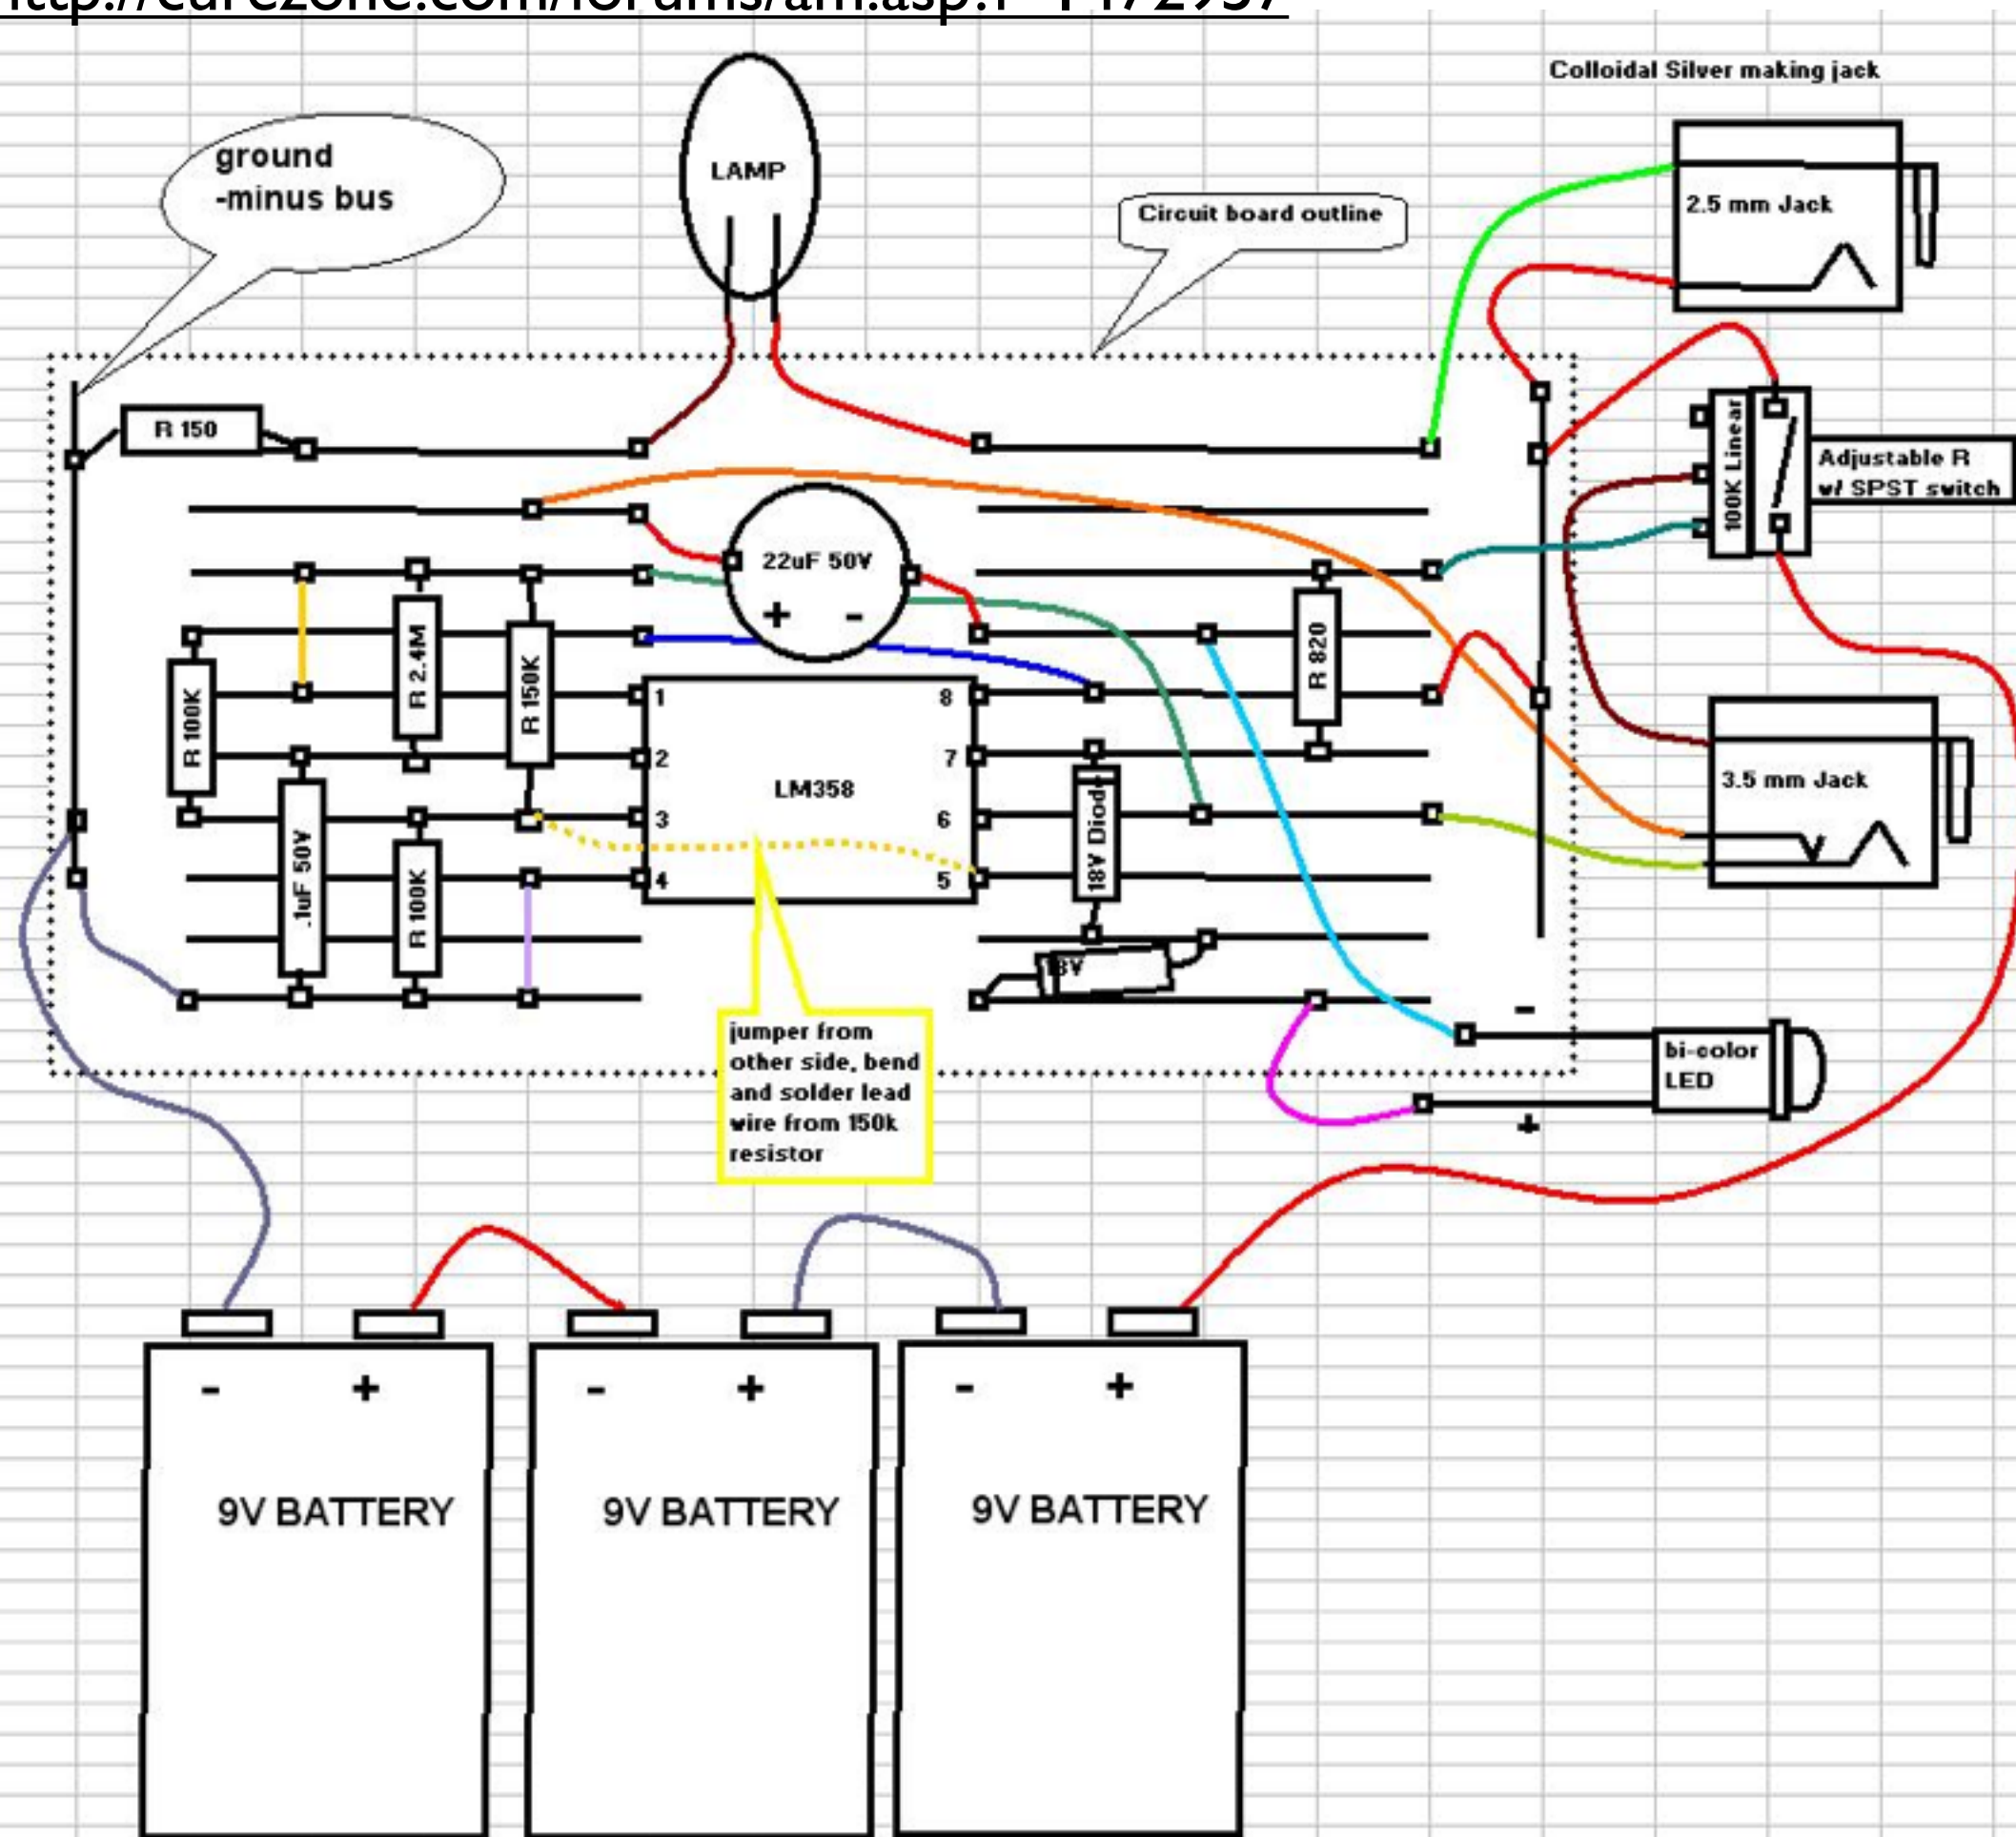 Colloidal Silver making jack
ground
-minus bus
LAMP
Circuit board outline
2.5 mm Jack
R 150
100K Linear
Adjustable R
w/ SPST switch
22uF 50V
+ -
R 100K
R 2.4M
R 150K
R 820
1
2
3
4
8
7
6
5
LM358
3.5 mm Jack
.1uF 50V
R 100K
18V Diode
18V
jumper from
other side, bend
and solder lead
wire from 150k
resistor
-
bi-color
LED
+
- +
9V BATTERY
- +
9V BATTERY
- +
9V BATTERY